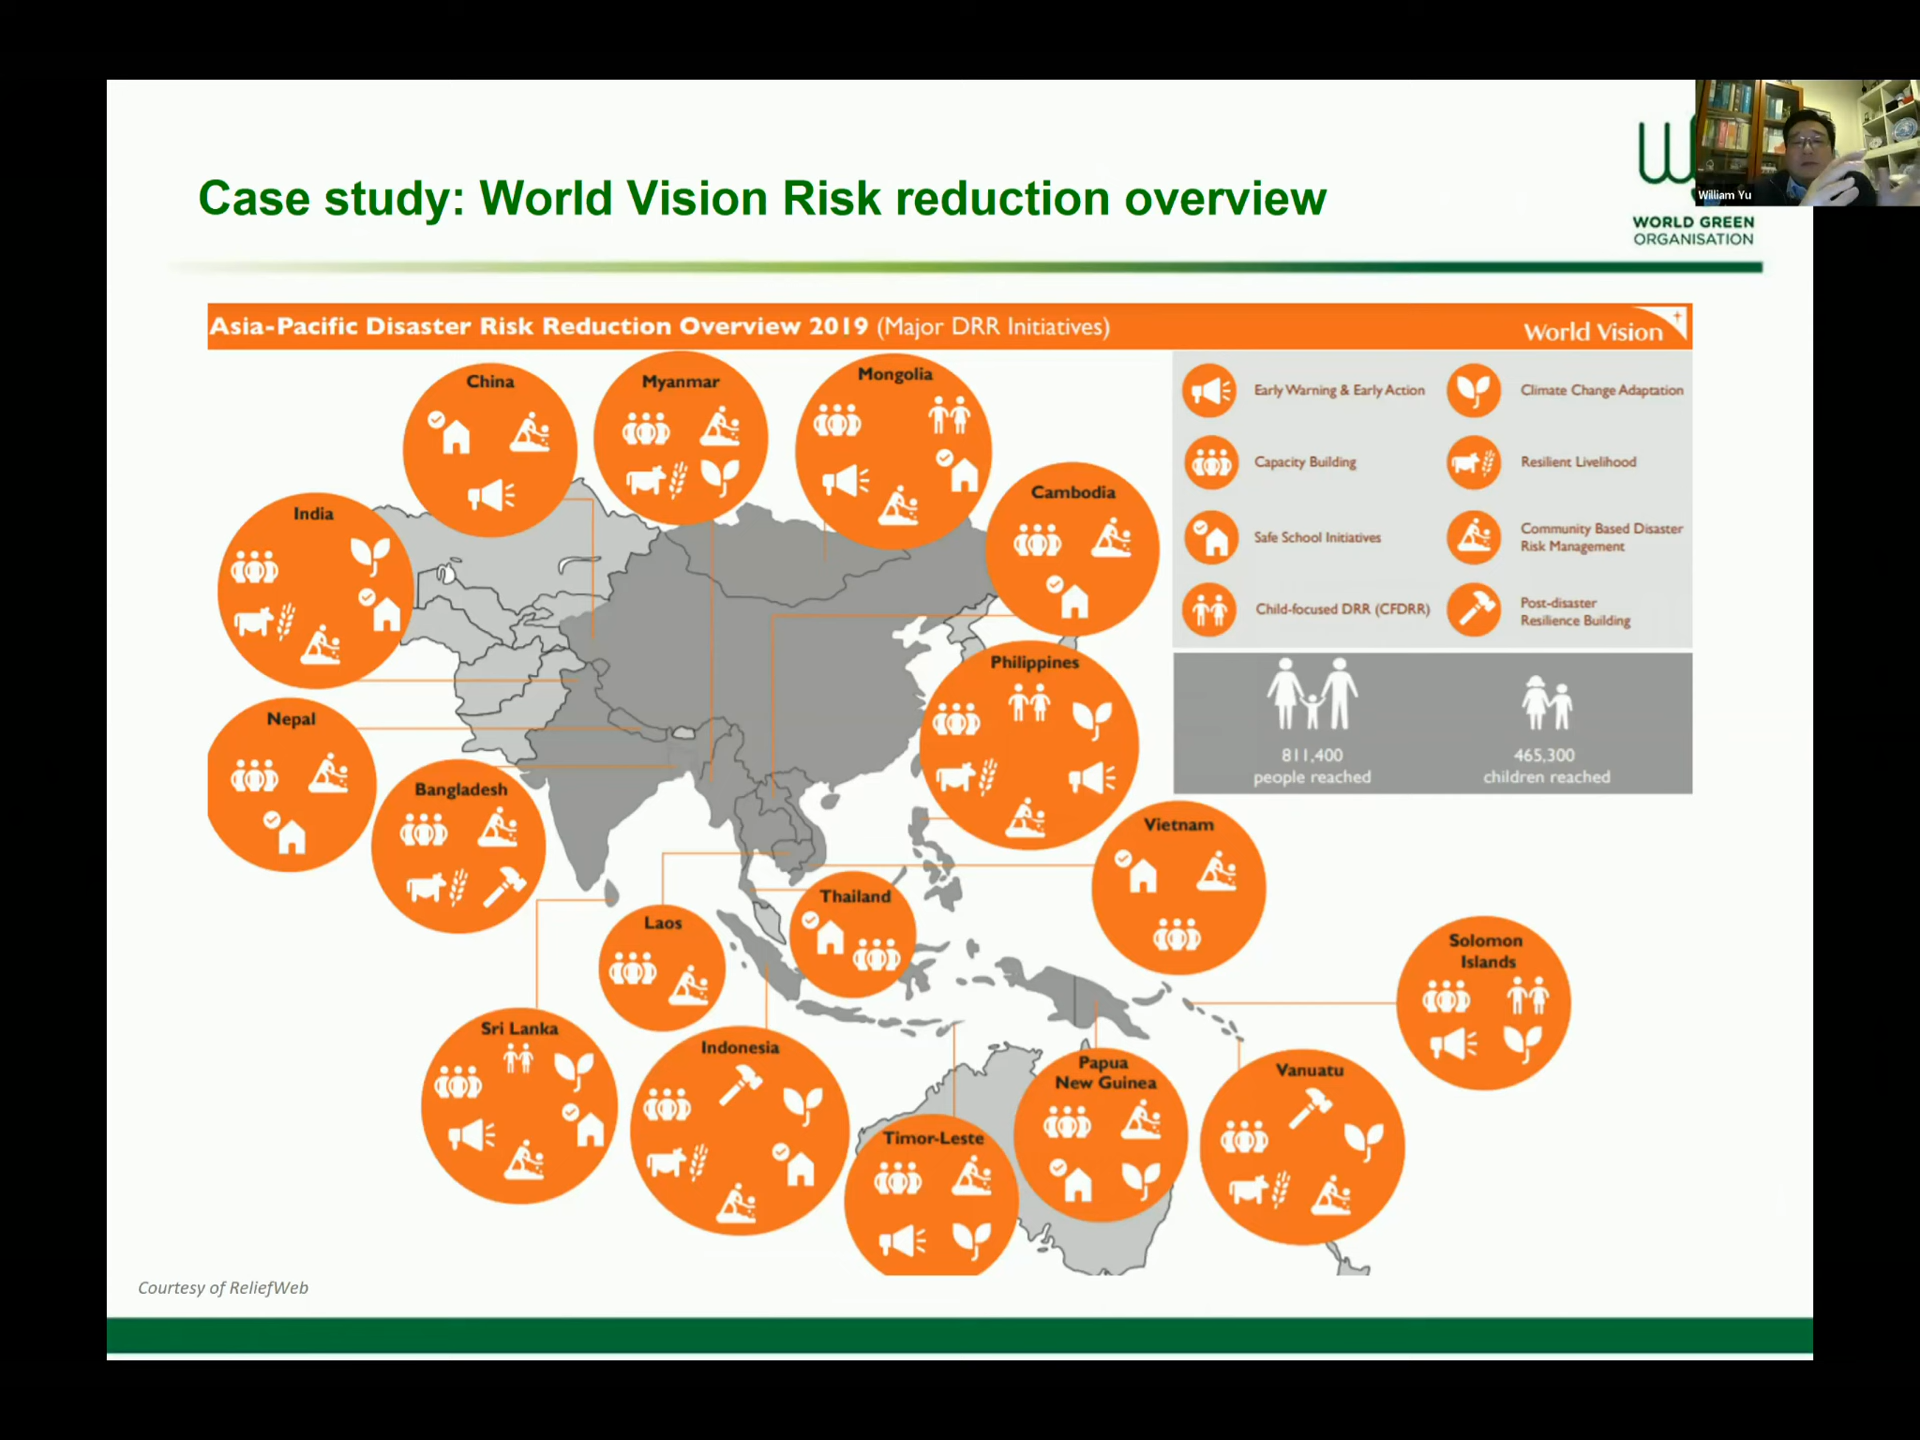 Case study: World Vision Risk reduction overview
William Yu
WORLD GREEN
ORGANISATION
Asia-Pacific Disaster Risk Reduction Overview 2019 (Major DRR Initiatives)
World Vision
China
Myanmar
Mongolia
Cambodia
India
Early Warning & Early Action
Climate Change Adaptation
Capacity Building
Resilient Livelihood
Safe School Initiatives
Community Based Disaster
Risk Management
Child-focused DRR (CFDRR)
Post-disaster
Resilience Building
Philippines
Nepal
811,400
people reached
465,300
children reached
Bangladesh
Vietnam
Thailand
Laos
Solomon
Islands
Sri Lanka
Indonesia
Papua
New Guinea
Vanuatu
Timor-Leste
Courtesy of ReliefWeb